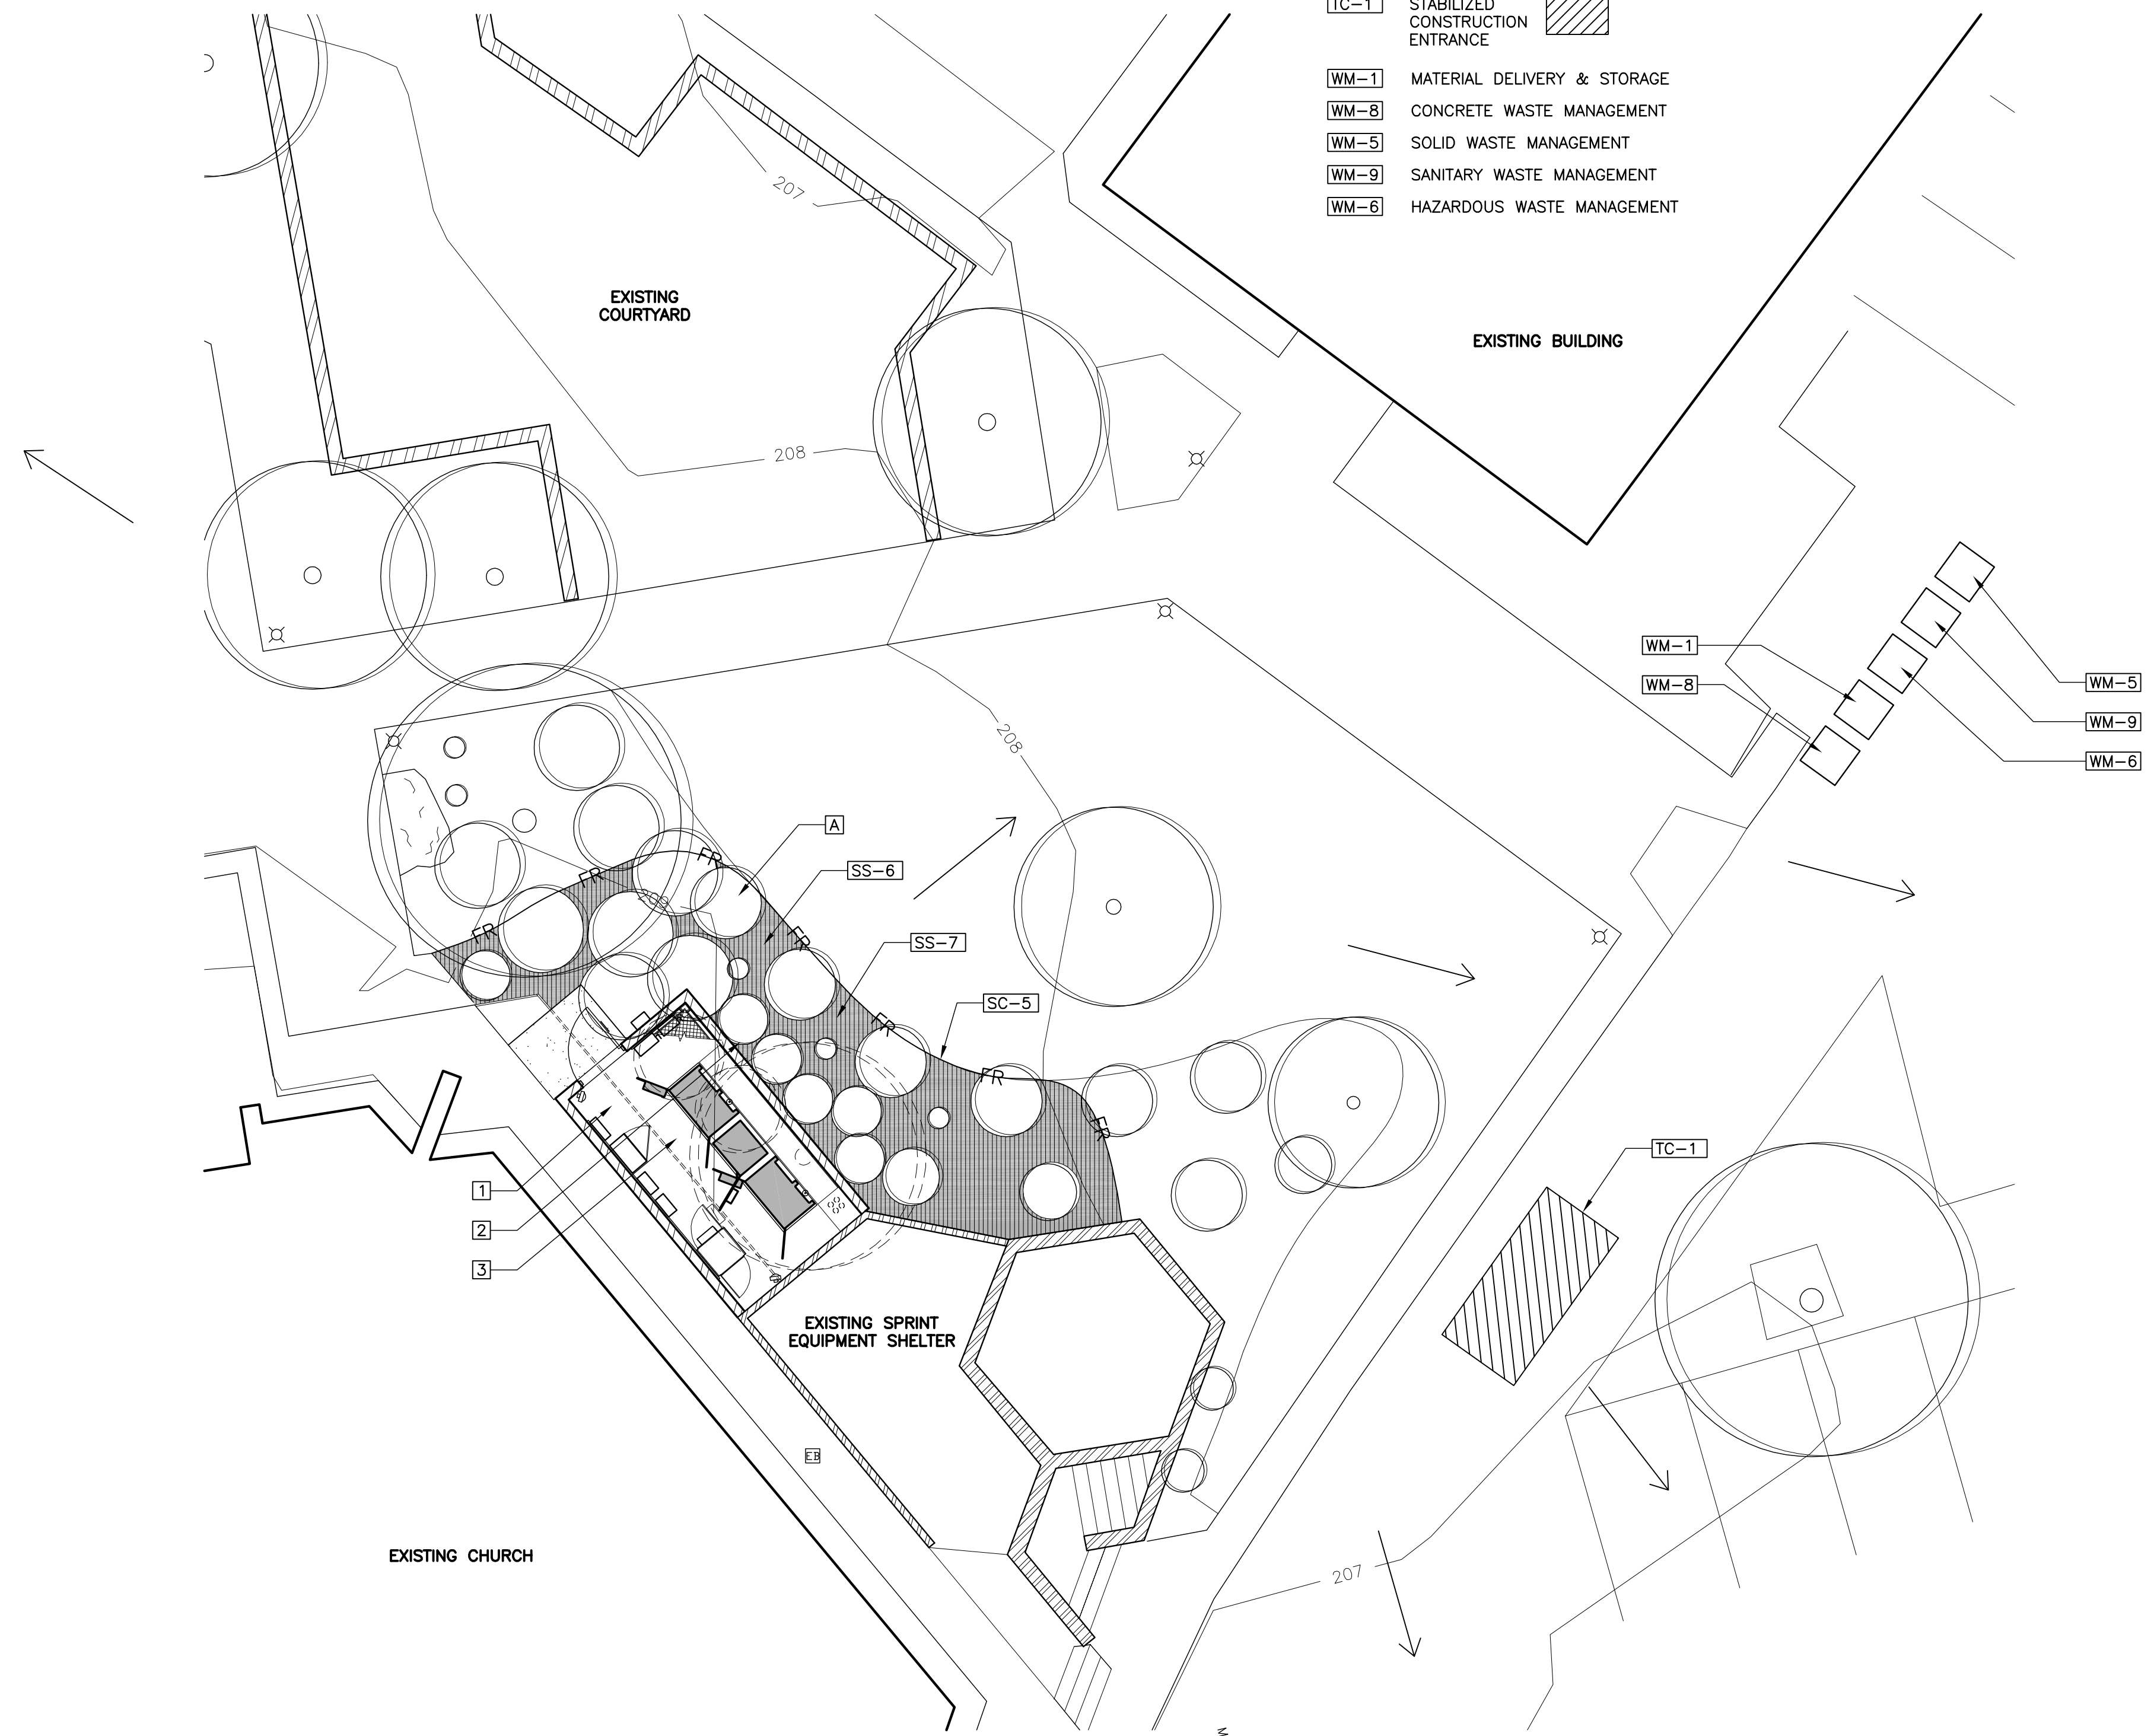 TC-1 STABILIZED
CONSTRUCTION
ENTRANCE
WM-1 MATERIAL DELIVERY & STORAGE
WM-8 CONCRETE WASTE MANAGEMENT
WM-5 SOLID WASTE MANAGEMENT
WM-9 SANITARY WASTE MANAGEMENT
WM-6 HAZARDOUS WASTE MANAGEMENT
207
EXISTING
COURTYARD
EXISTING BUILDING
208
WM-1
WM-8
WM-5
WM-9
WM-6
208
A
SS-6
FR
FR
209
FR
FR
SS-7
SC-5
FR
FR
FR
TC-1
1
2
3
EXISTING SPRINT
EQUIPMENT SHELTER
EB
EXISTING CHURCH
207